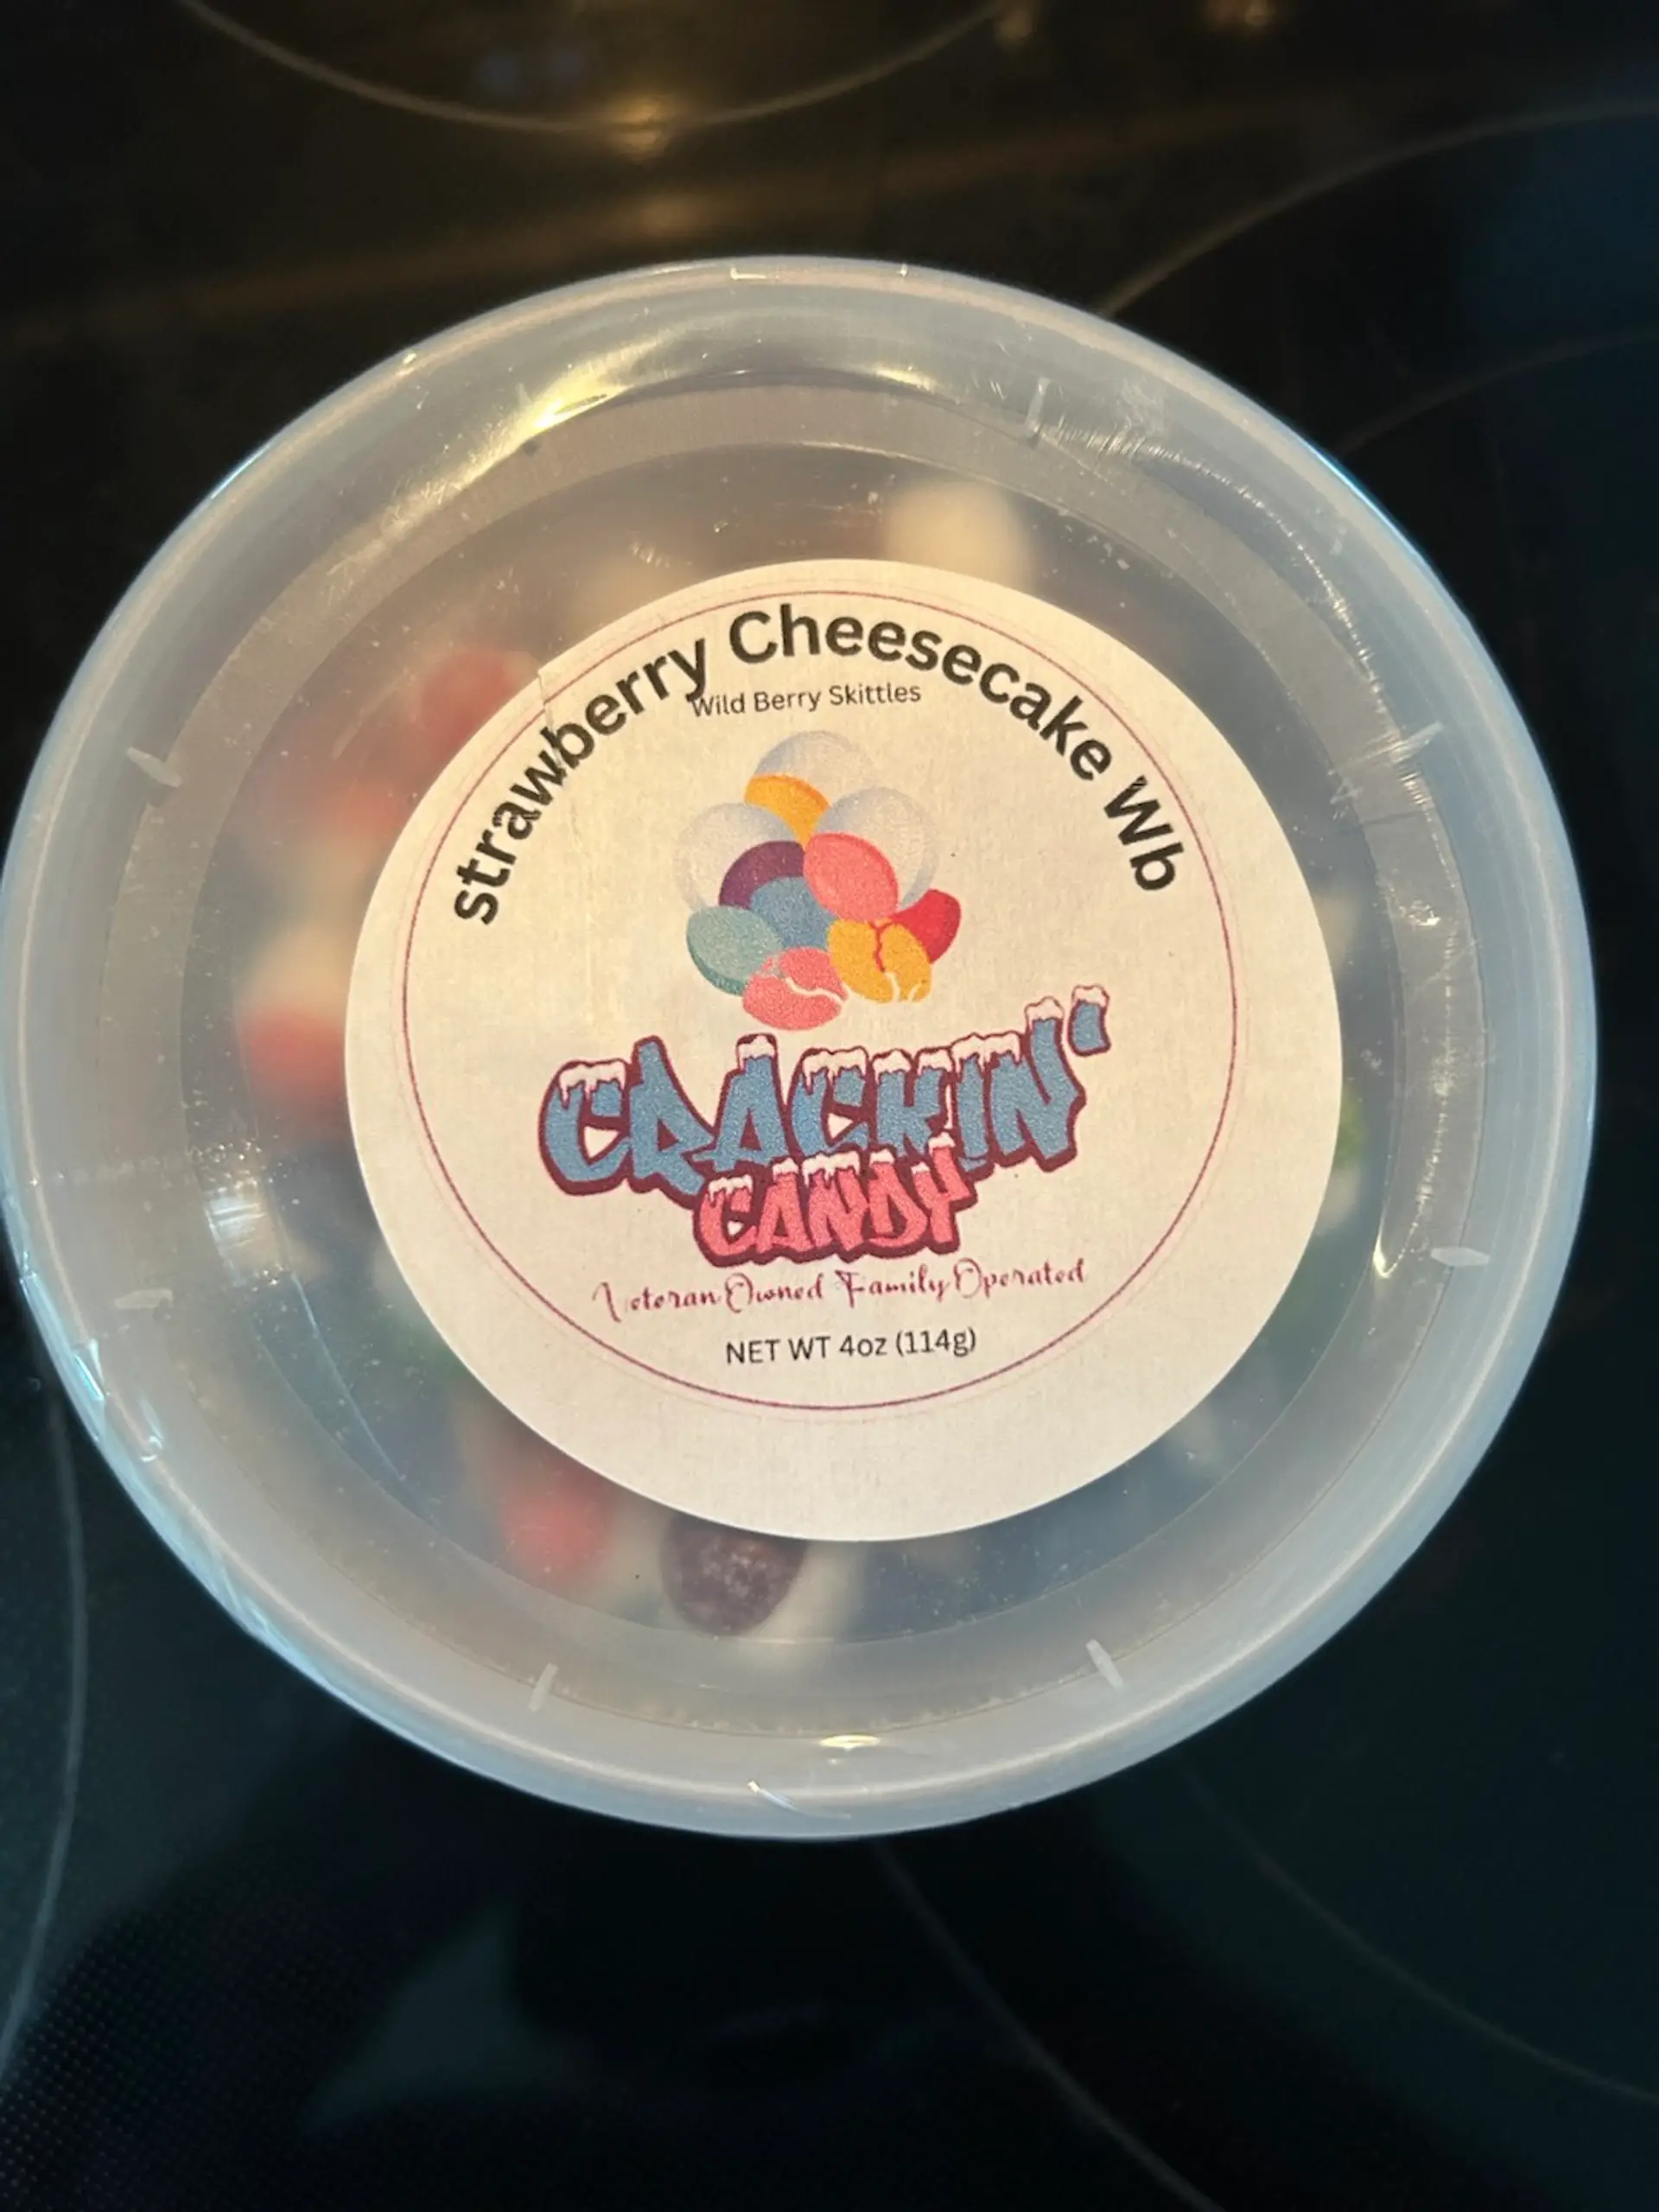 strawberry Cheesecake Wb
Wild Berry Skittles
CRACKIN'
CANDY
Veteran Owned Family Operated
NET WT 4oz (114g)